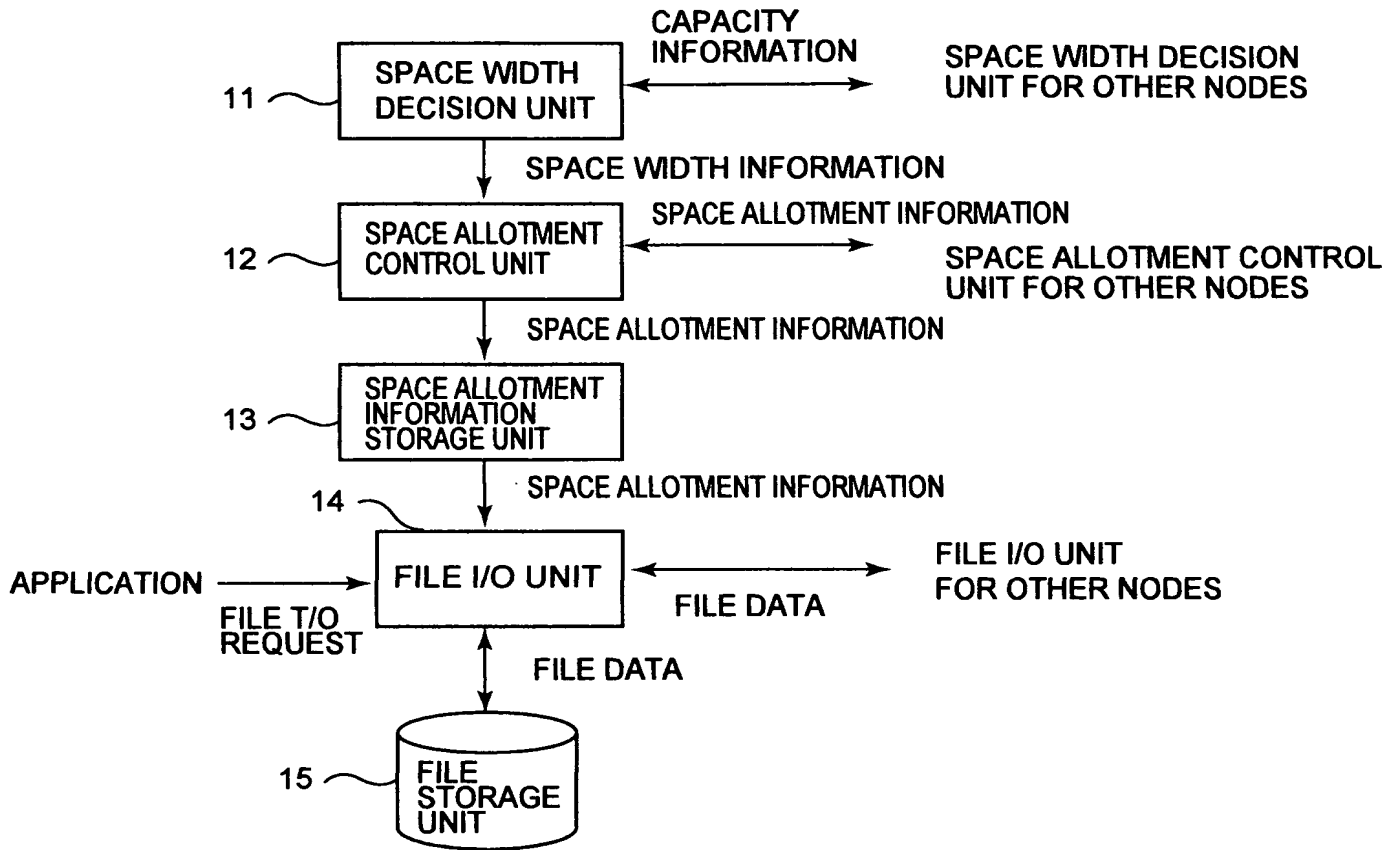 CAPACITY
INFORMATION
SPACE WIDTH
DECISION UNIT
SPACE WIDTH DECISION
UNIT FOR OTHER NODES
11
SPACE WIDTH INFORMATION
SPACE ALLOTMENT INFORMATION
SPACE ALLOTMENT
CONTROL UNIT
12
SPACE ALLOTMENT CONTROL
UNIT FOR OTHER NODES
SPACE ALLOTMENT INFORMATION
SPACE ALLOTMENT
INFORMATION
STORAGE UNIT
13
SPACE ALLOTMENT INFORMATION
14
FILE I/O UNIT
FILE I/O UNIT
FOR OTHER NODES
APPLICATION
FILE T/O
REQUEST
FILE DATA
FILE DATA
15
FILE
STORAGE
UNIT